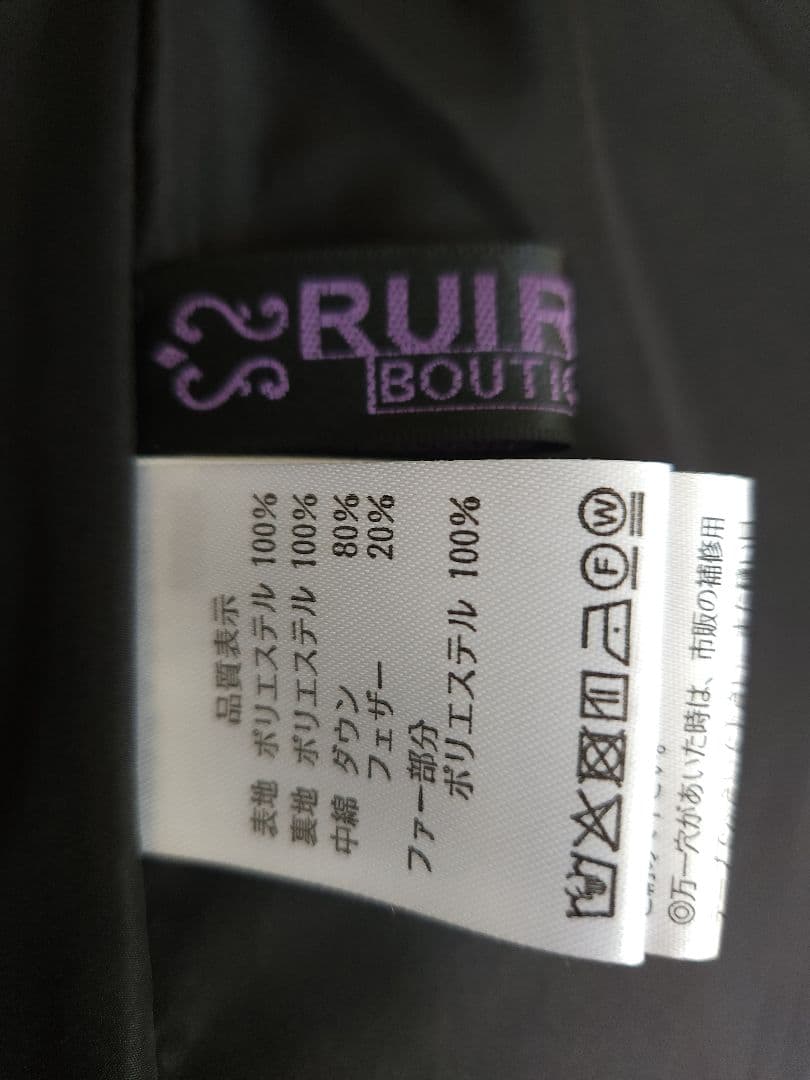 RUIR
BOUTI
品質表示
表地 ポリエステル 100%
裏地 ポリエステル 100%
中綿 ダウン 80%
フェザー 20%
ファー部分
ポリエステル 100%
F W
◎万一穴があいた時は、市販の補修用